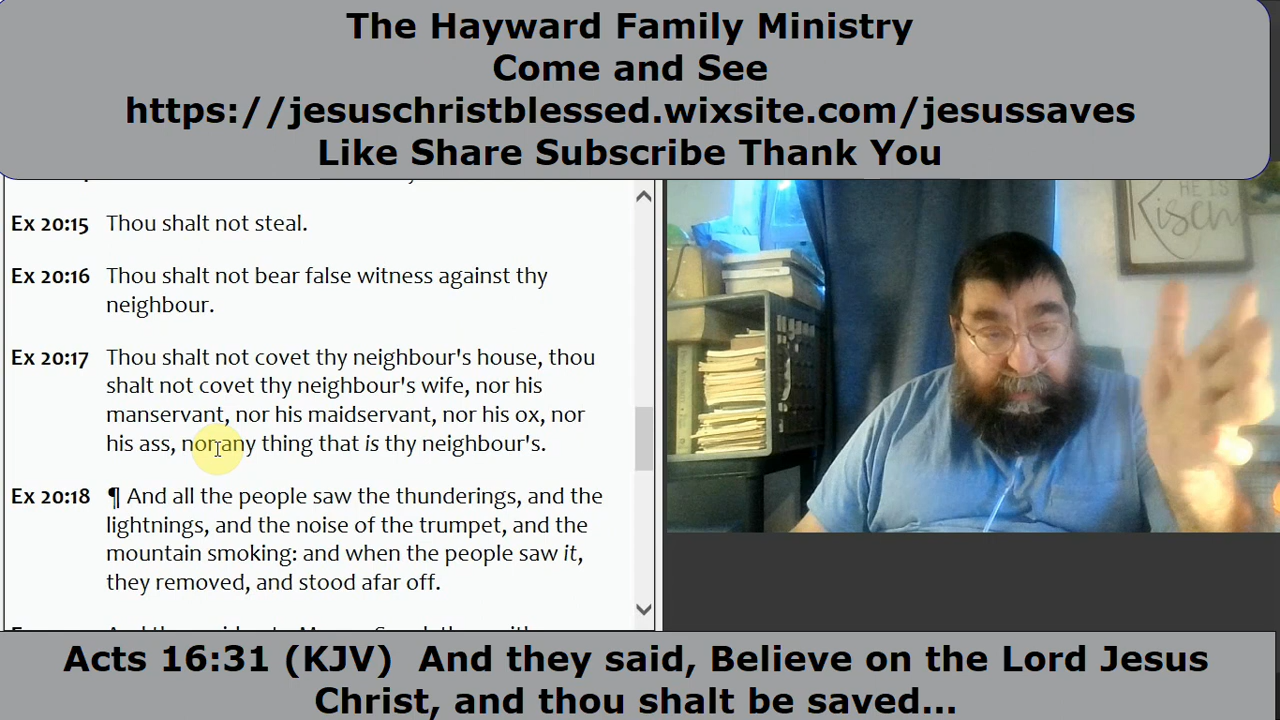 The Hayward Family Ministry
Come and See
https://jesuschristblessed.wixsite.com/jesussaves
Like Share Subscribe Thank You
Ex 20:15 Thou shalt not steal.
Ex 20:16 Thou shalt not bear false witness against thy
neighbour.
Ex 20:17 Thou shalt not covet thy neighbour's house, thou
shalt not covet thy neighbour's wife, nor his
manservant, nor his maidservant, nor his ox, nor
his ass, nor any thing that is thy neighbour's.
Ex 20:18 ¶ And all the people saw the thunderings, and the
lightnings, and the noise of the trumpet, and the
mountain smoking: and when the people saw it,
they removed, and stood afar off.
HE IS
Risen
Acts 16:31 (KJV) And they said, Believe on the Lord Jesus
Christ, and thou shalt be saved...